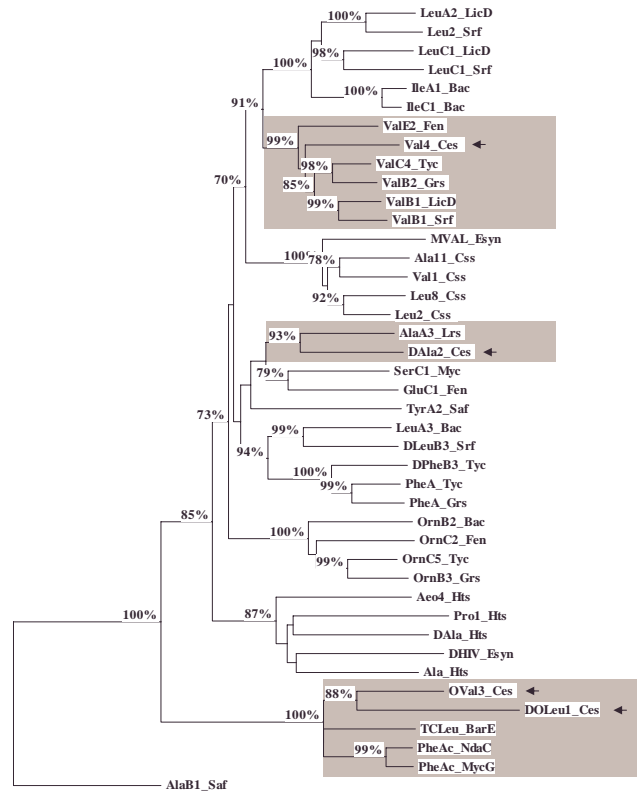 LeuA2_LicD
100%
Leu2_Srf
LeuC1_LicD
98%
100%
LeuC1_Srf
100%
IleA1_Bac
91%
IleC1_Bac
ValE2_Fen
99%
Val4_Ces
98%
ValC4_Tyc
70%
85%
ValB2_Grs
99%
ValB1_LicD
ValB1_Srf
MVAL_Esyn
100%
78%
Ala11_Css
Val1_Css
92%
Leu8_Css
Leu2_Css
93%
AlaA3_Lrs
DAla2_Ces
79%
SerC1_Myc
GluC1_Fen
TyrA2_Saf
73%
99%
LeuA3_Bac
DLeuB3_Srf
94%
100%
DPheB3_Tyc
99%
PheA_Tyc
PheA_Grs
85%
OrnB2_Bac
100%
OrnC2_Fen
99%
OrnC5_Tyc
OrnB3_Grs
Aeo4_Hts
100%
87%
Pro1_Hts
DAla_Hts
DHIV_Esyn
Ala_Hts
88%
OVal3_Ces
DOLeu1_Ces
100%
TCLeu_BarE
99%
PheAc_NdaC
PheAc_MycG
AlaB1_Saf